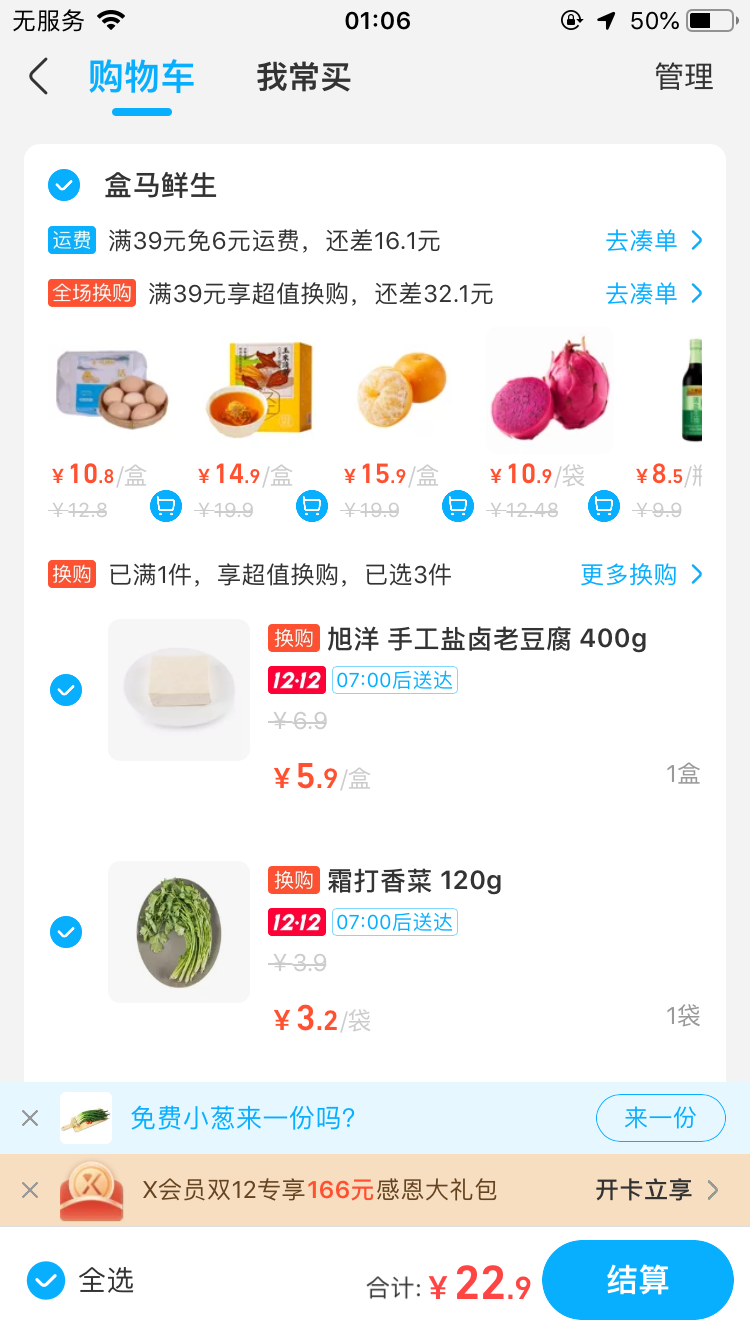 无服务 01:06 50%
购物车 我常买 管理
盒马鲜生
运费 满39元免6元运费，还差16.1元 去凑单
全场换购 满39元享超值换购，还差32.1元 去凑单
¥10.8/盒 ¥14.9/盒 ¥15.9/盒 ¥10.9/袋 ¥8.5/
¥12.8 ¥19.9 ¥19.9 ¥12.48 ¥9.9
换购 已满1件，享超值换购，已选3件 更多换购
换购 旭洋 手工盐卤老豆腐 400g
12·12 07:00后送达
¥6.9
¥5.9/盒 1盒
换购 霜打香菜 120g
12·12 07:00后送达
¥3.9
¥3.2/袋 1袋
免费小葱来一份吗? 来一份
X会员双12专享166元感恩大礼包 开卡立享
全选 合计: ¥22.9 结算